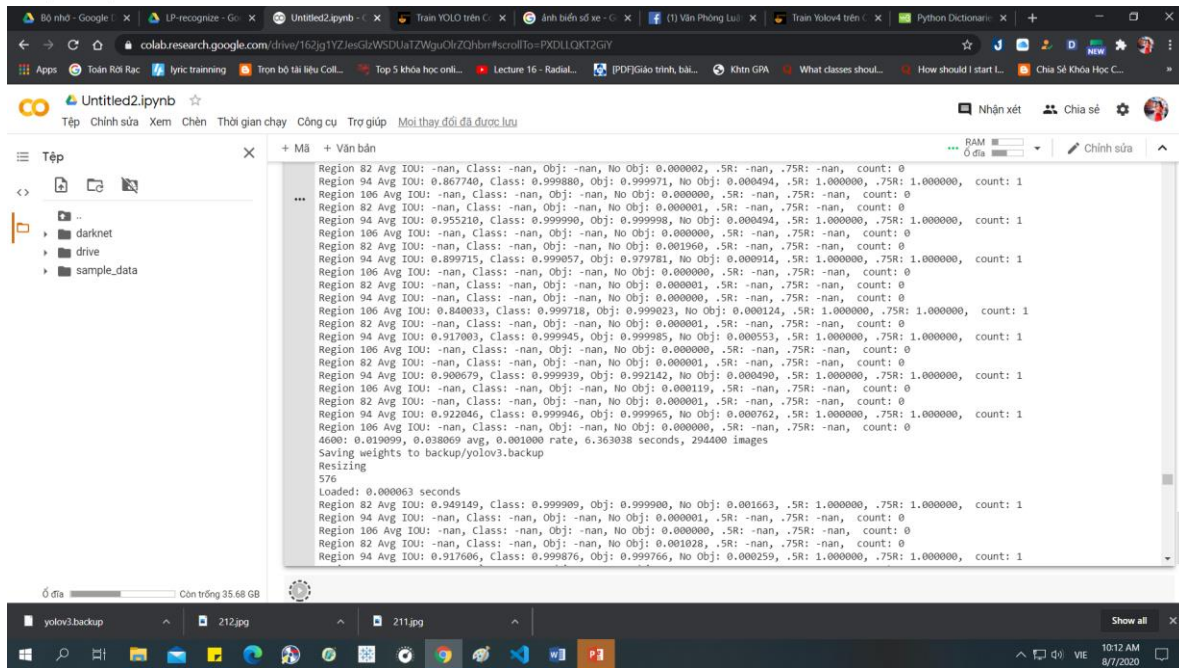 Bộ nhớ - Google D
LP-recognize - Goo
Untitled2.ipynb - C
Train YOLO trên Co
ảnh biển số xe - G
(1) Văn Phòng Luậ
Train Yolov4 trên C
Python Dictionarie
colab.research.google.com/drive/162jg1YZJesGlzWSDUaTZWguOlrZQhbrr#scrollTo=PXDLLQKT2GiY
Apps Toán Rời Rạc lyric trainning Trọn bộ tài liệu Coll... Top 5 khóa học onli... Lecture 16 - Radial... [PDF]Giáo trình, bài... Khtn GPA What classes shoul... How should I start l... Chia Sẻ Khóa Học C...
Untitled2.ipynb
Nhận xét Chia sẻ
Tệp Chỉnh sửa Xem Chèn Thời gian chạy Công cụ Trợ giúp Mọi thay đổi đã được lưu
Tệp
+ Mã + Văn bản
RAM
Ổ đĩa
Chỉnh sửa
..
darknet
drive
sample_data
Region 82 Avg IOU: -nan, Class: -nan, Obj: -nan, No Obj: 0.000002, .5R: -nan, .75R: -nan, count: 0
Region 94 Avg IOU: 0.867740, Class: 0.999880, Obj: 0.999971, No Obj: 0.000494, .5R: 1.000000, .75R: 1.000000, count: 1
Region 106 Avg IOU: -nan, Class: -nan, Obj: -nan, No Obj: 0.000000, .5R: -nan, .75R: -nan, count: 0
Region 82 Avg IOU: -nan, Class: -nan, Obj: -nan, No Obj: 0.000001, .5R: -nan, .75R: -nan, count: 0
Region 94 Avg IOU: 0.955210, Class: 0.999990, Obj: 0.999998, No Obj: 0.000494, .5R: 1.000000, .75R: 1.000000, count: 1
Region 106 Avg IOU: -nan, Class: -nan, Obj: -nan, No Obj: 0.000000, .5R: -nan, .75R: -nan, count: 0
Region 82 Avg IOU: -nan, Class: -nan, Obj: -nan, No Obj: 0.001960, .5R: -nan, .75R: -nan, count: 0
Region 94 Avg IOU: 0.899715, Class: 0.999057, Obj: 0.979781, No Obj: 0.000914, .5R: 1.000000, .75R: 1.000000, count: 1
Region 106 Avg IOU: -nan, Class: -nan, Obj: -nan, No Obj: 0.000000, .5R: -nan, .75R: -nan, count: 0
Region 82 Avg IOU: -nan, Class: -nan, Obj: -nan, No Obj: 0.000001, .5R: -nan, .75R: -nan, count: 0
Region 94 Avg IOU: -nan, Class: -nan, Obj: -nan, No Obj: 0.000000, .5R: -nan, .75R: -nan, count: 0
Region 106 Avg IOU: 0.840033, Class: 0.999718, Obj: 0.999023, No Obj: 0.000124, .5R: 1.000000, .75R: 1.000000, count: 1
Region 82 Avg IOU: -nan, Class: -nan, Obj: -nan, No Obj: 0.000001, .5R: -nan, .75R: -nan, count: 0
Region 94 Avg IOU: 0.917003, Class: 0.999945, Obj: 0.999985, No Obj: 0.000553, .5R: 1.000000, .75R: 1.000000, count: 1
Region 106 Avg IOU: -nan, Class: -nan, Obj: -nan, No Obj: 0.000000, .5R: -nan, .75R: -nan, count: 0
Region 82 Avg IOU: -nan, Class: -nan, Obj: -nan, No Obj: 0.000001, .5R: -nan, .75R: -nan, count: 0
Region 94 Avg IOU: 0.900679, Class: 0.999939, Obj: 0.992142, No Obj: 0.000490, .5R: 1.000000, .75R: 1.000000, count: 1
Region 106 Avg IOU: -nan, Class: -nan, Obj: -nan, No Obj: 0.000119, .5R: -nan, .75R: -nan, count: 0
Region 82 Avg IOU: -nan, Class: -nan, Obj: -nan, No Obj: 0.000001, .5R: -nan, .75R: -nan, count: 0
Region 94 Avg IOU: 0.922046, Class: 0.999946, Obj: 0.999965, No Obj: 0.000762, .5R: 1.000000, .75R: 1.000000, count: 1
Region 106 Avg IOU: -nan, Class: -nan, Obj: -nan, No Obj: 0.000000, .5R: -nan, .75R: -nan, count: 0
4600: 0.019099, 0.038069 avg, 0.001000 rate, 6.363038 seconds, 294400 images
Saving weights to backup/yolov3.backup
Resizing
576
Loaded: 0.000063 seconds
Region 82 Avg IOU: 0.949149, Class: 0.999909, Obj: 0.999900, No Obj: 0.001663, .5R: 1.000000, .75R: 1.000000, count: 1
Region 94 Avg IOU: -nan, Class: -nan, Obj: -nan, No Obj: 0.000001, .5R: -nan, .75R: -nan, count: 0
Region 106 Avg IOU: -nan, Class: -nan, Obj: -nan, No Obj: 0.000000, .5R: -nan, .75R: -nan, count: 0
Region 82 Avg IOU: -nan, Class: -nan, Obj: -nan, No Obj: 0.001028, .5R: -nan, .75R: -nan, count: 0
Region 94 Avg IOU: 0.917606, Class: 0.999876, Obj: 0.999766, No Obj: 0.000259, .5R: 1.000000, .75R: 1.000000, count: 1
Ổ đĩa Còn trống 35.68 GB
yolov3.backup 212.jpg 211.jpg Show all
VIE
10:12 AM
8/7/2020